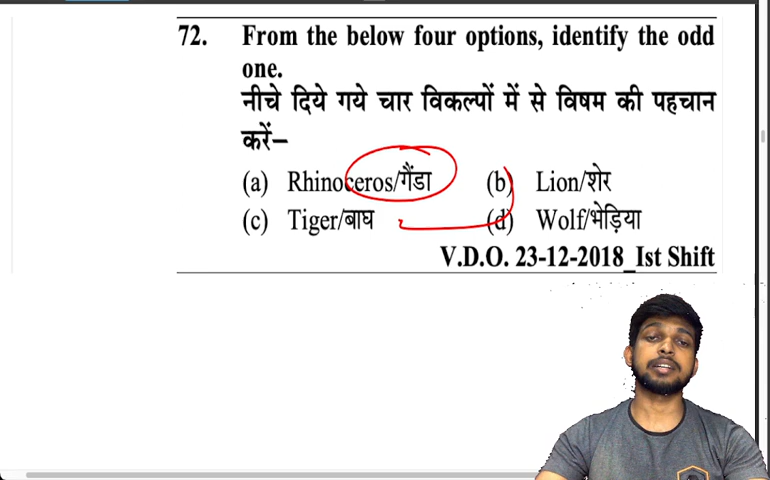 72. From the below four options, identify the odd
one.
नीचे दिये गये चार विकल्पों में से विषम की पहचान
करें–
(a) Rhinoceros/गैंडा (b) Lion/शेर
(c) Tiger/बाघ (d) Wolf/भेड़िया
V.D.O. 23-12-2018_Ist Shift